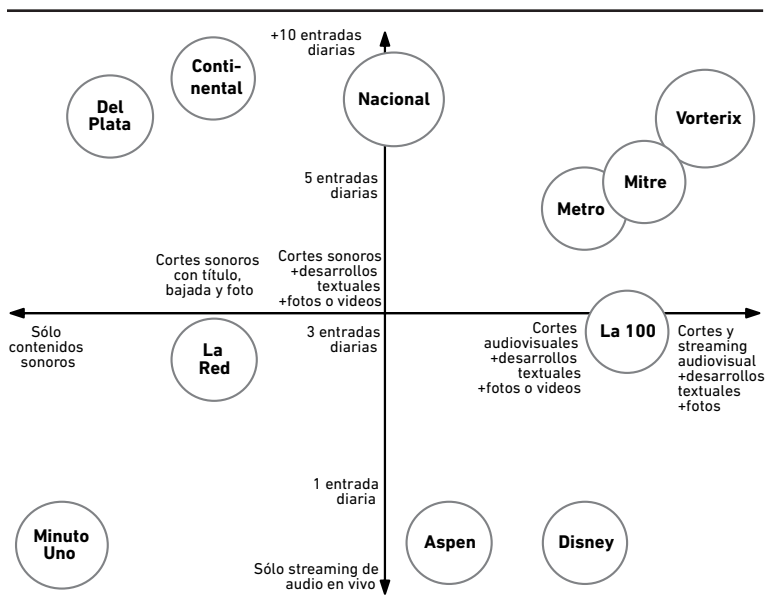 +10 entradas
diarias
Conti-
nental
Nacional
Del
Plata
Vorterix
5 entradas
diarias
Mitre
Metro
Cortes sonoros
con título,
bajada y foto
Cortes sonoros
+desarrollos
textuales
+fotos o videos
Sólo
contenidos
sonoros
3 entradas
diarias
La
Red
Cortes
audiovisuales
+desarrollos
textuales
+fotos o videos
La 100
Cortes y
streaming
audiovisual
+desarrollos
textuales
+fotos
1 entrada
diaria
Minuto
Uno
Aspen
Disney
Sólo streaming de
audio en vivo